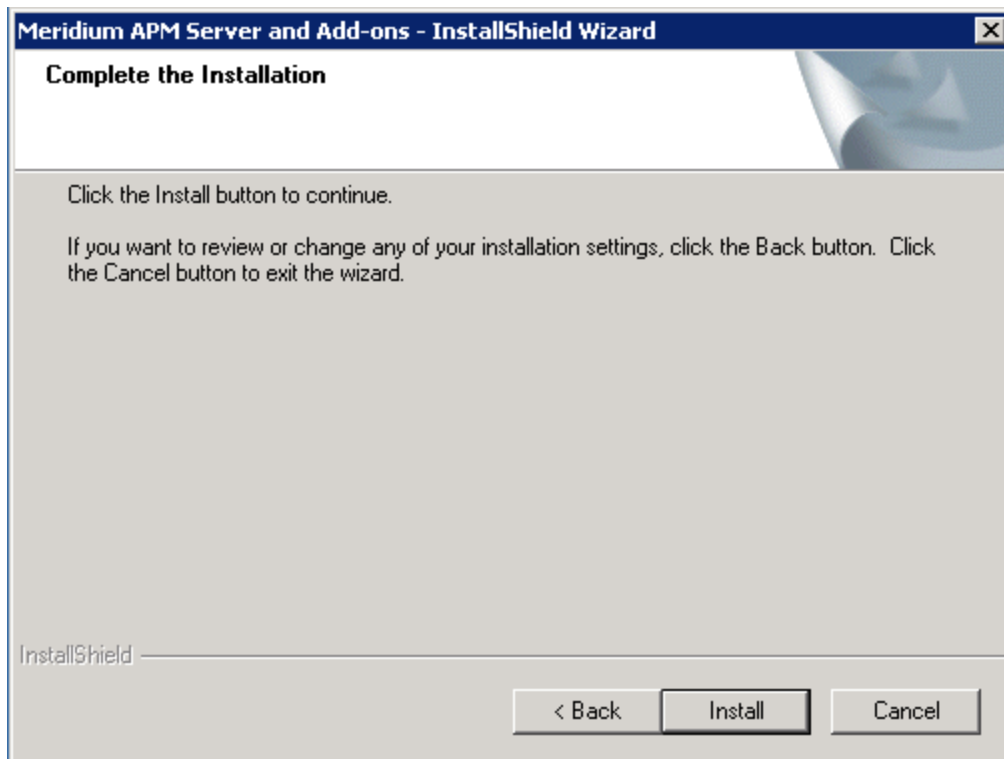 Meridium APM Server and Add-ons - InstallShield Wizard
Complete the Installation
Click the Install button to continue.
If you want to review or change any of your installation settings, click the Back button.  Click
the Cancel button to exit the wizard.
InstallShield
< Back
Install
Cancel